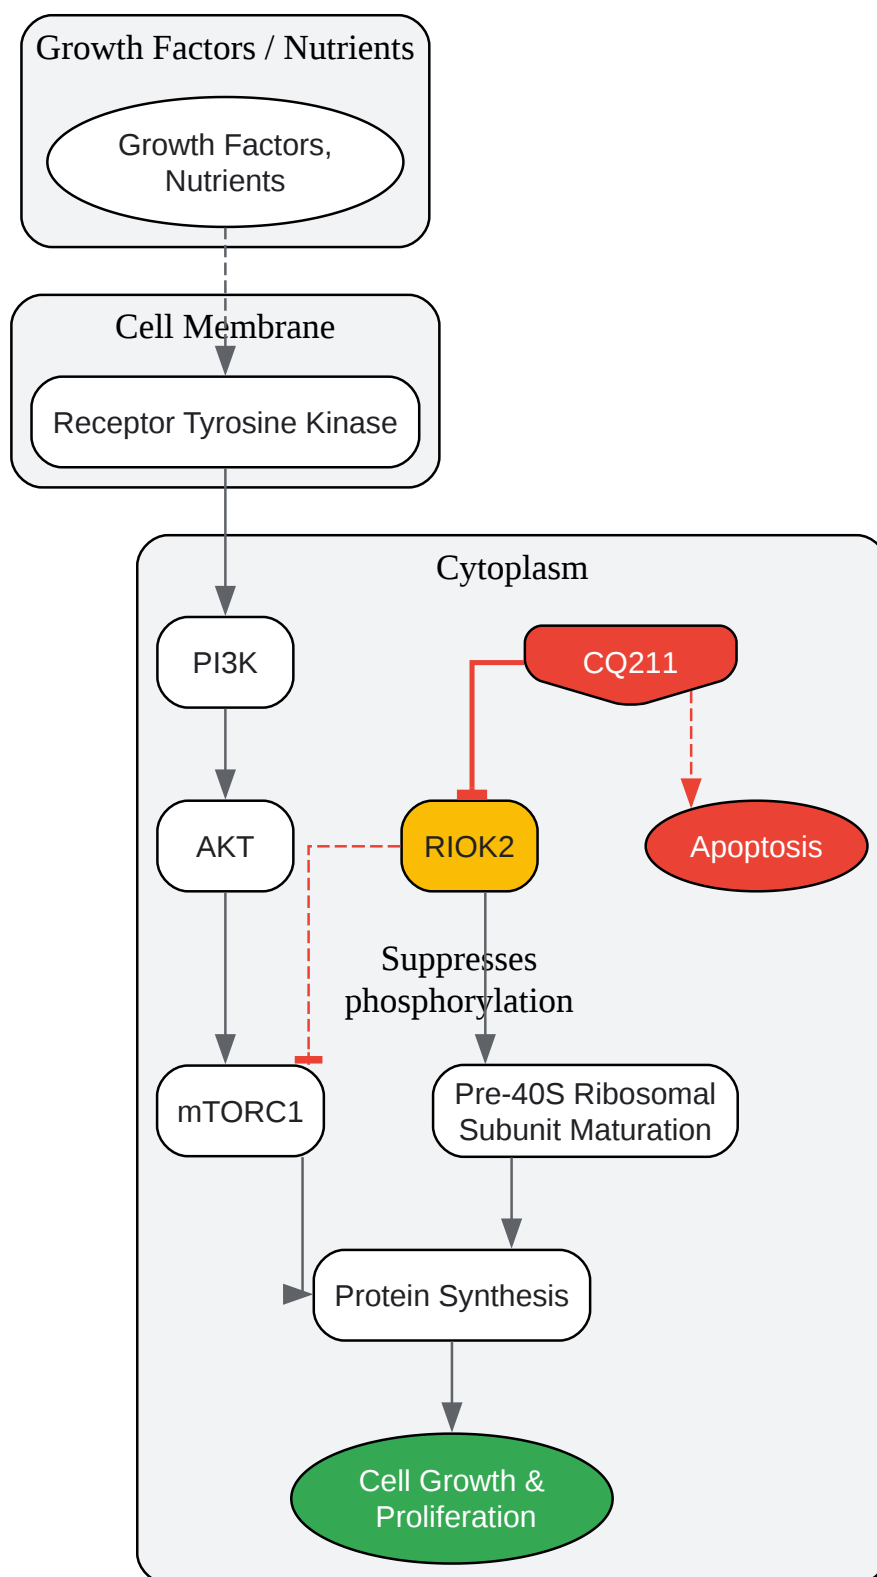 Growth Factors / Nutrients
Growth Factors,
Nutrients
Cell Membrane
Receptor Tyrosine Kinase
Cytoplasm
PI3K
CQ211
AKT
RIOK2
Apoptosis
Suppresses
phosphorylation
mTORC1
Pre-40S Ribosomal
Subunit Maturation
Protein Synthesis
Cell Growth &
Proliferation